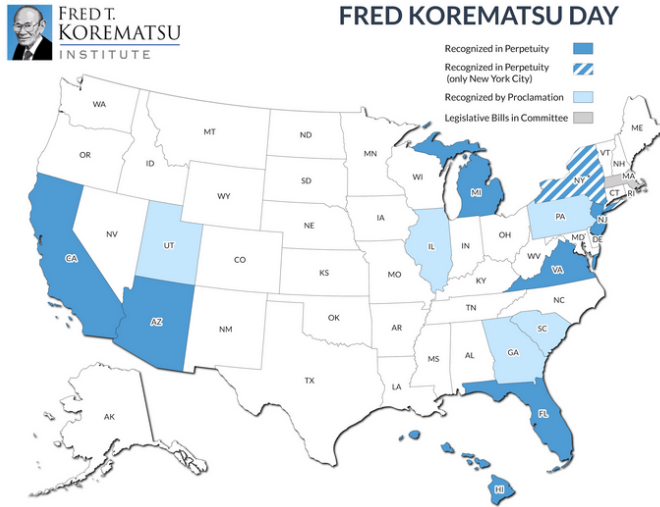 FRED T.
KOREMATSU
INSTITUTE
FRED KOREMATSU DAY
Recognized in Perpetuity
Recognized in Perpetuity
(only New York City)
Recognized by Proclamation
Legislative Bills in Committee
WA
MT
ND
MN
ME
OR
ID
SD
WI
VT
NH
WY
MI
NY
MA
CT
RI
NV
UT
NE
IA
PA
NJ
CO
IL
IN
OH
MD
DE
CA
KS
MO
WV
VA
KY
AZ
NM
OK
AR
TN
NC
TX
MS
AL
GA
SC
LA
AK
FL
HI